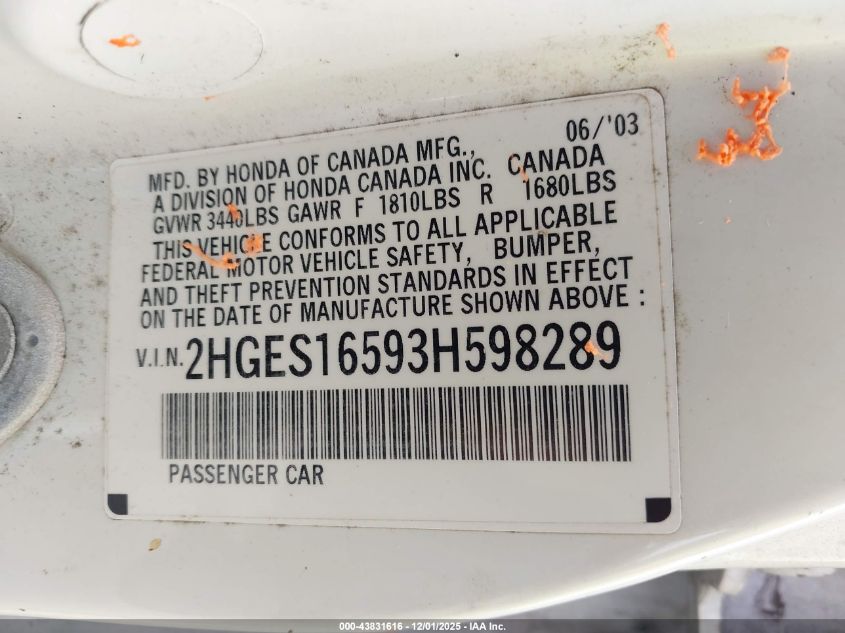 06/'03
MFD. BY HONDA OF CANADA MFG.,
A DIVISION OF HONDA CANADA INC. CANADA
GVWR 3440LBS GAWR F 1810LBS R 1680LBS
THIS VEHICLE CONFORMS TO ALL APPLICABLE
FEDERAL MOTOR VEHICLE SAFETY, BUMPER,
AND THEFT PREVENTION STANDARDS IN EFFECT
ON THE DATE OF MANUFACTURE SHOWN ABOVE :
V.I.N. 2HGES16593H598289
PASSENGER CAR
000-43831616 - 12/01/2025 - IAA Inc.